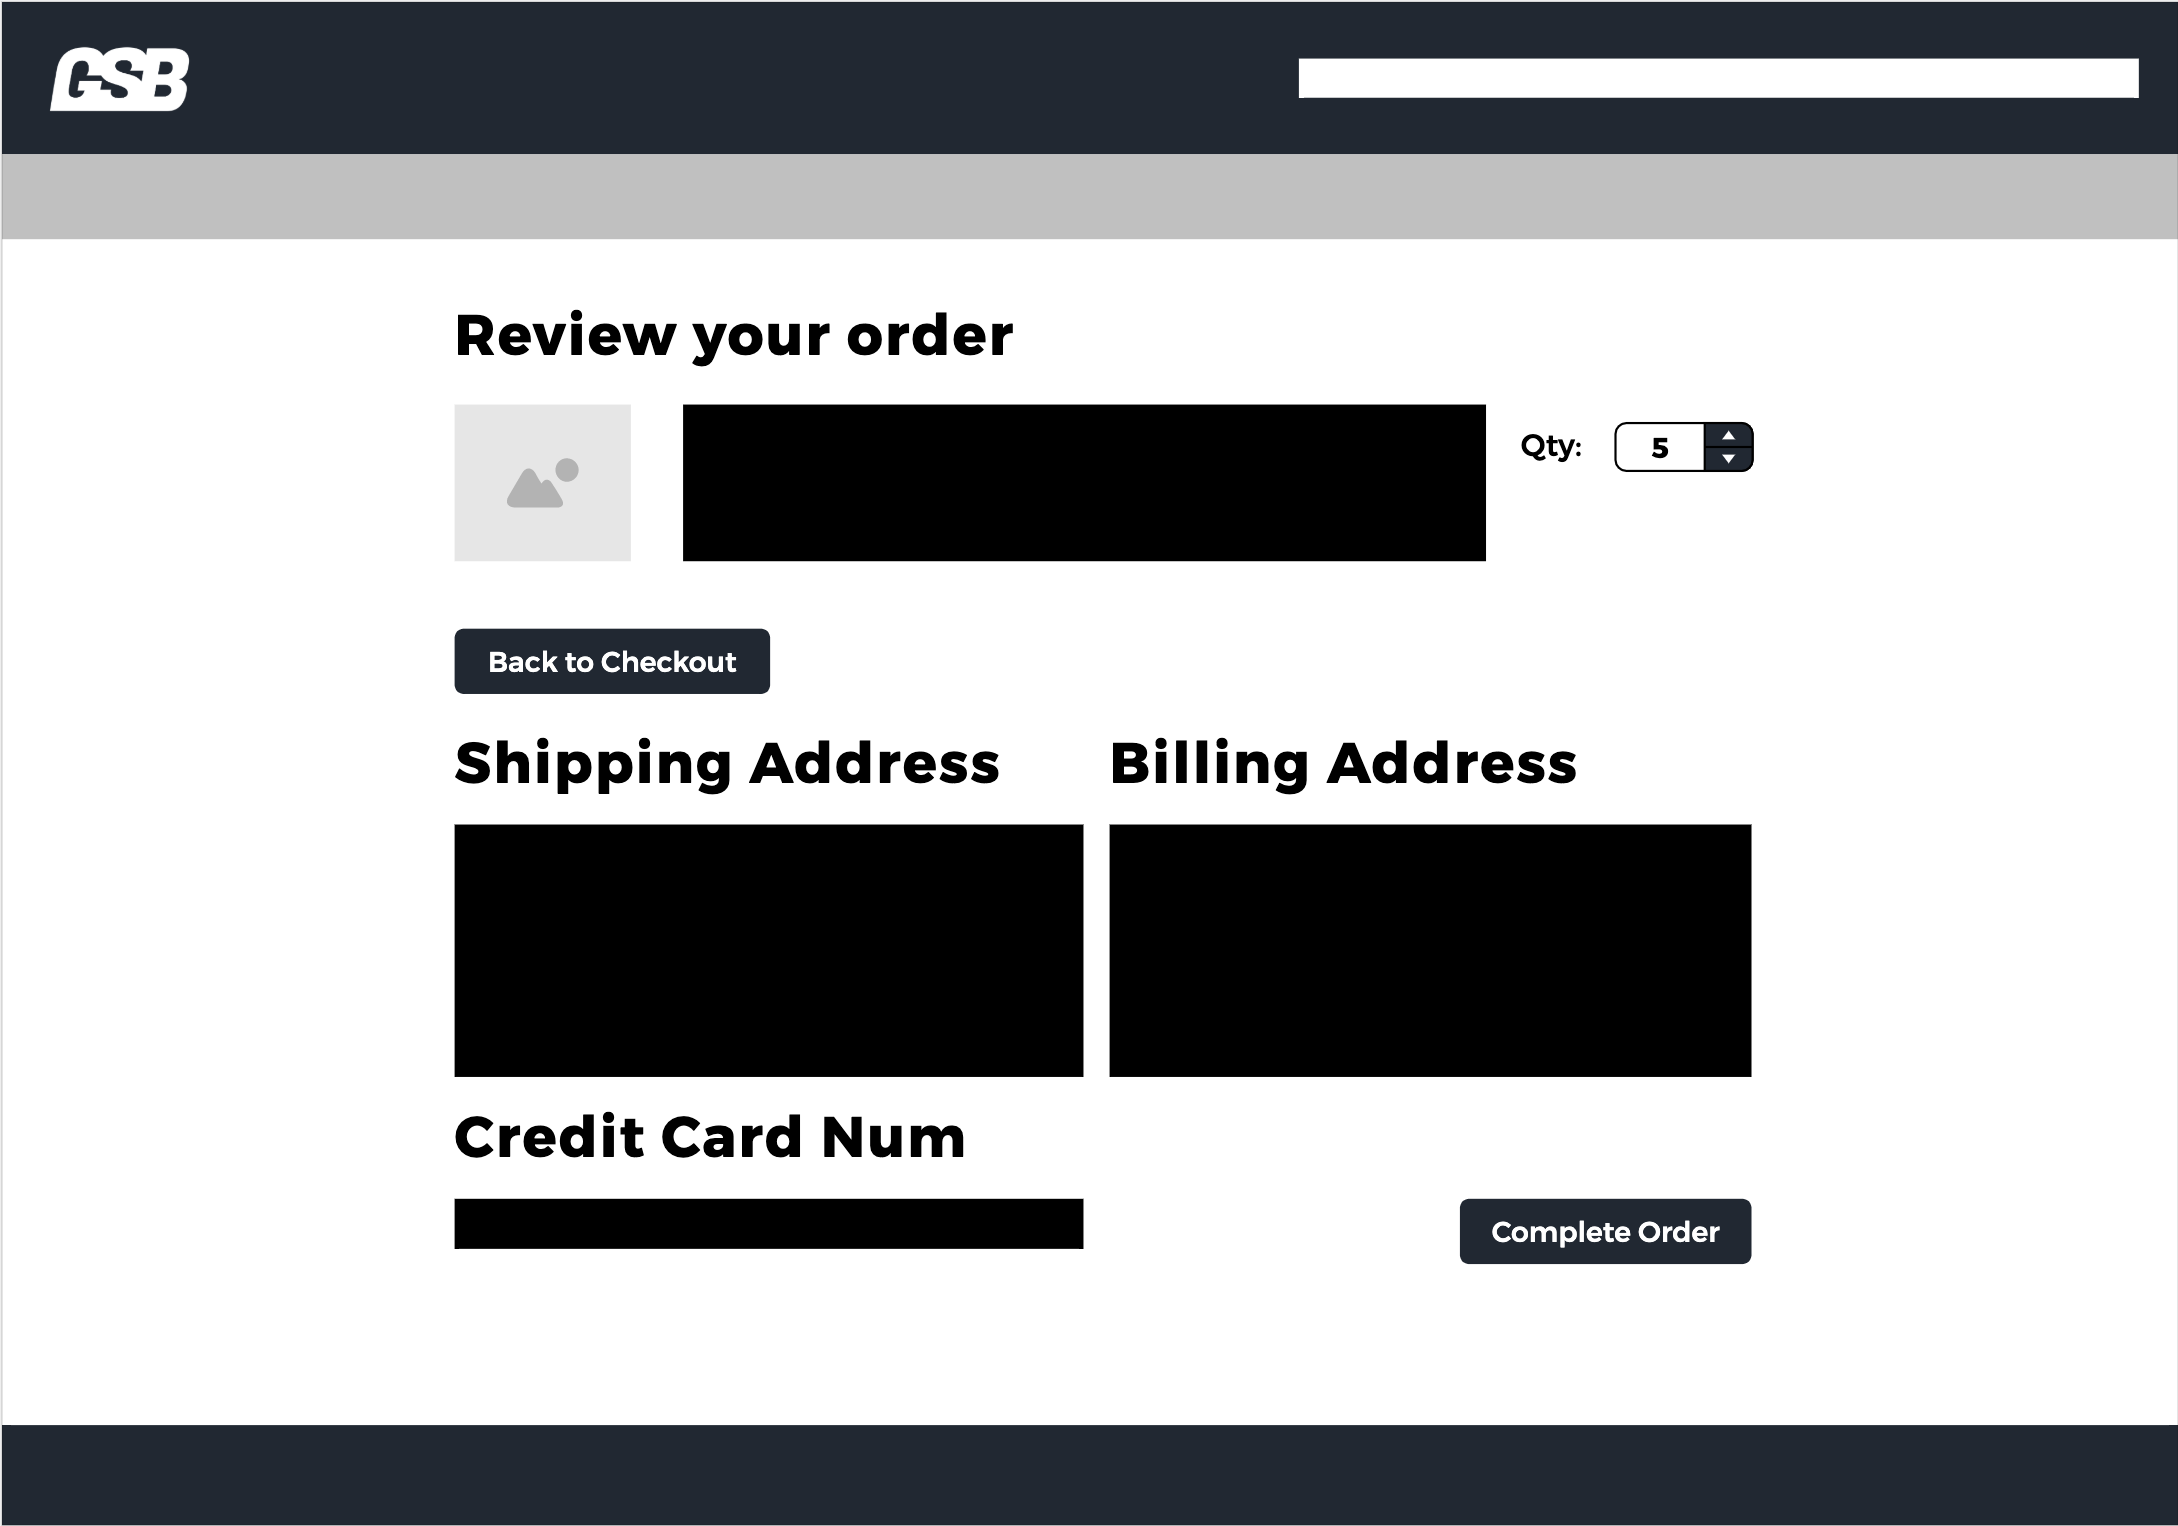 GSB
Review your order
Qty: 5
Back to Checkout
Shipping Address Billing Address
Credit Card Num
Complete Order